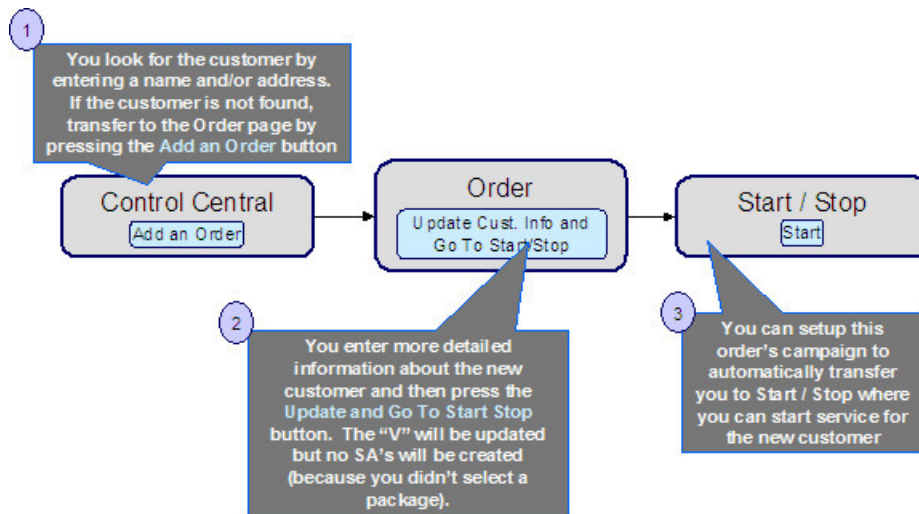 1
You look for the customer by
entering a name and/or address.
If the customer is not found,
transfer to the Order page by
pressing the Add an Order button
Control Central
Add an Order
Order
Update Cust. Info and
Go To Start/Stop
Start / Stop
Start
2
You enter more detailed
information about the new
customer and then press the
Update and Go To Start Stop
button. The “V” will be updated
but no SA's will be created
(because you didn't select a
package).
3
You can setup this
order's campaign to
automatically transfer
you to Start / Stop where
you can start service for
the new customer